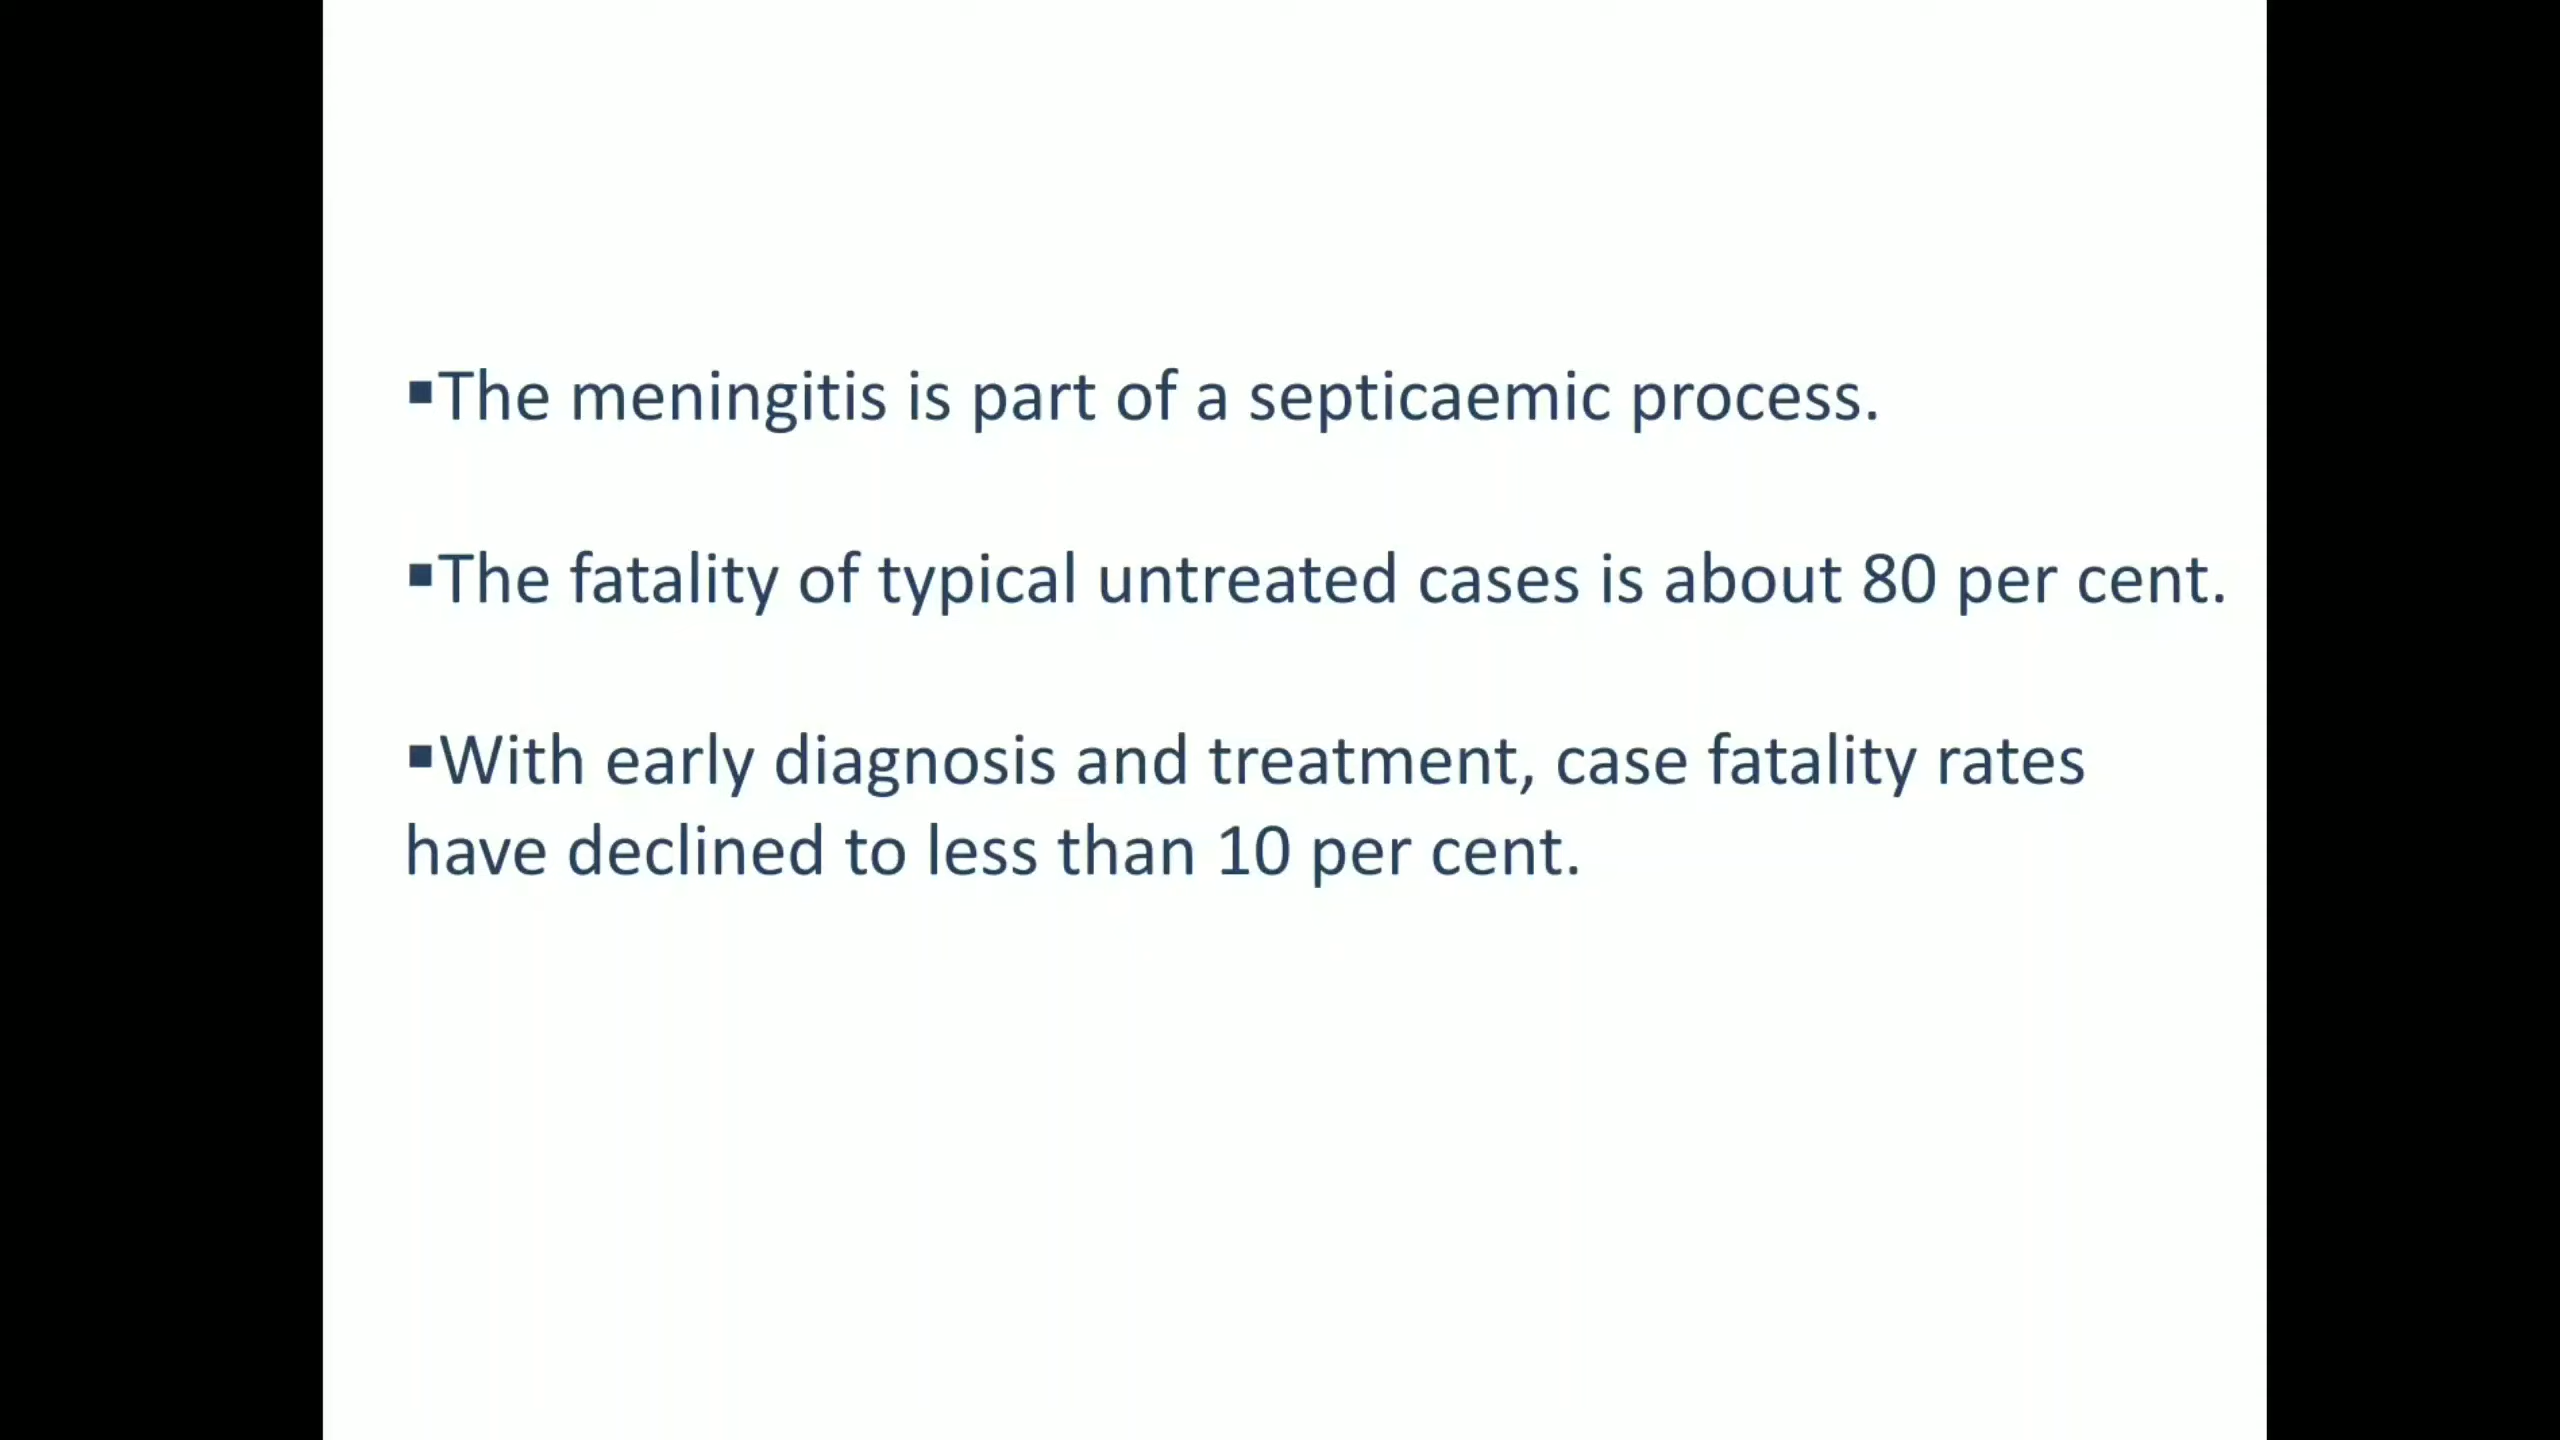 ▪The meningitis is part of a septicaemic process.
▪The fatality of typical untreated cases is about 80 per cent.
▪With early diagnosis and treatment, case fatality rates
have declined to less than 10 per cent.